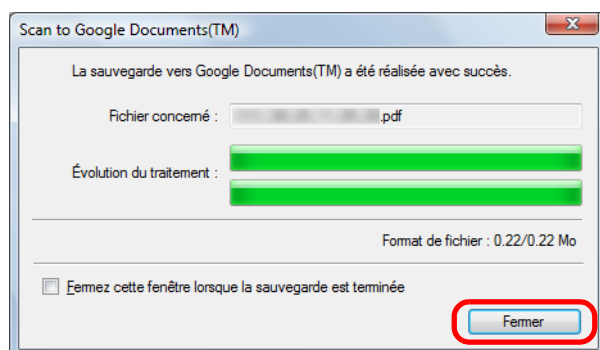 Scan to Google Documents(TM)
La sauvegarde vers Google Documents(TM) a été réalisée avec succès.
Fichier concerné : .pdf
Évolution du traitement :
Format de fichier : 0.22/0.22 Mo
Fermez cette fenêtre lorsque la sauvegarde est terminée
Fermer